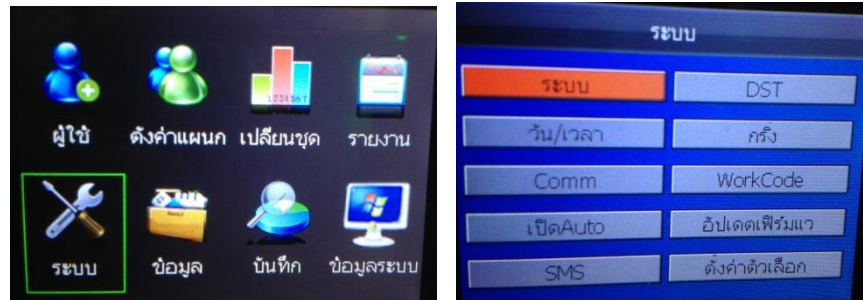 ผู้ใช้ ตั้งค่าแผนก เปลี่ยนชุด รายงาน
ระบบ ข้อมูล บันทึก ข้อมูลระบบ
ระบบ
ระบบ DST
วัน/เวลา กริ่ง
Comm WorkCode
เปิดAuto อัปเดตเฟิร์มแว
SMS ตั้งค่าตัวเลือก